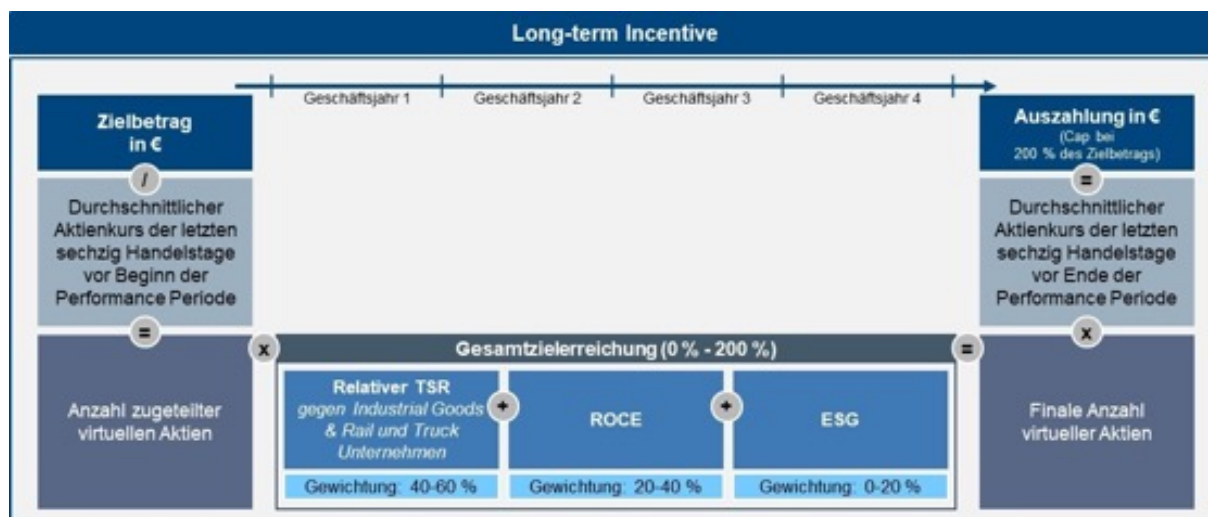 Long-term Incentive
Geschäftsjahr 1
Geschäftsjahr 2
Geschäftsjahr 3
Geschäftsjahr 4
Zielbetrag
in €
/
Durchschnittlicher
Aktienkurs der letzten
sechzig Handelstage
vor Beginn der
Performance Periode
=
Anzahl zugeteilter
virtuellen Aktien
x
Gesamtzielerreichung (0 % - 200 %)
Relativer TSR
gegen Industrial Goods
& Rail und Truck
Unternehmen
Gewichtung: 40-60 %
+
ROCE
Gewichtung: 20-40 %
+
ESG
Gewichtung: 0-20 %
=
Auszahlung in €
(Cap bei
200 % des Zielbetrags)
=
Durchschnittlicher
Aktienkurs der letzten
sechzig Handelstage
vor Ende der
Performance Periode
x
Finale Anzahl
virtueller Aktien